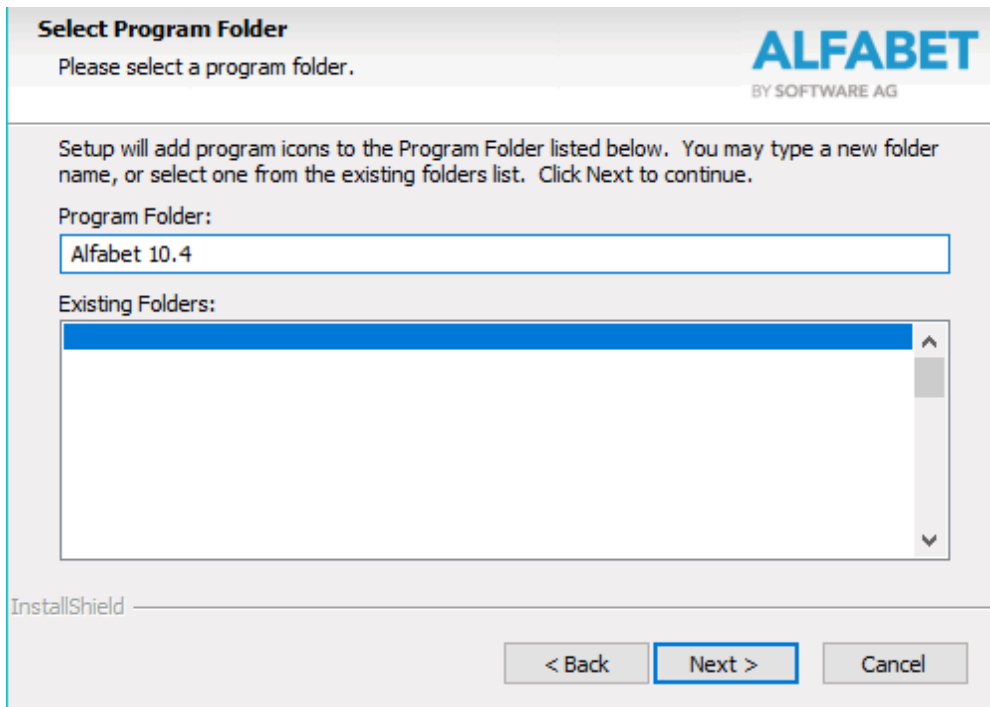 Select Program Folder
Please select a program folder.
ALFABET
BY SOFTWARE AG
Setup will add program icons to the Program Folder listed below.  You may type a new folder
name, or select one from the existing folders list.  Click Next to continue.
Program Folder:
Alfabet 10.4
Existing Folders:
InstallShield
< Back
Next >
Cancel